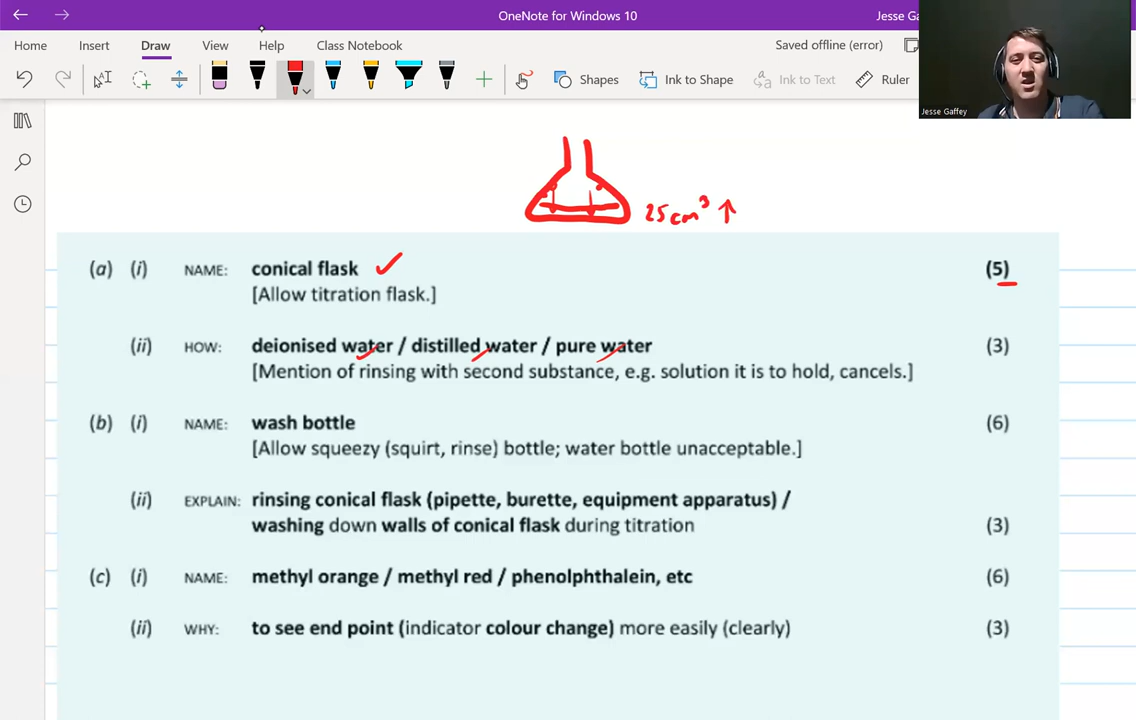 OneNote for Windows 10
Jesse Ga
Home Insert Draw View Help Class Notebook
Saved offline (error)
Shapes Ink to Shape Ink to Text Ruler
Jesse Gaffey
25cm³ ↑
(a) (i) NAME: conical flask (5)
[Allow titration flask.]
(ii) HOW: deionised water / distilled water / pure water (3)
[Mention of rinsing with second substance, e.g. solution it is to hold, cancels.]
(b) (i) NAME: wash bottle (6)
[Allow squeezy (squirt, rinse) bottle; water bottle unacceptable.]
(ii) EXPLAIN: rinsing conical flask (pipette, burette, equipment apparatus) /
washing down walls of conical flask during titration (3)
(c) (i) NAME: methyl orange / methyl red / phenolphthalein, etc (6)
(ii) WHY: to see end point (indicator colour change) more easily (clearly) (3)